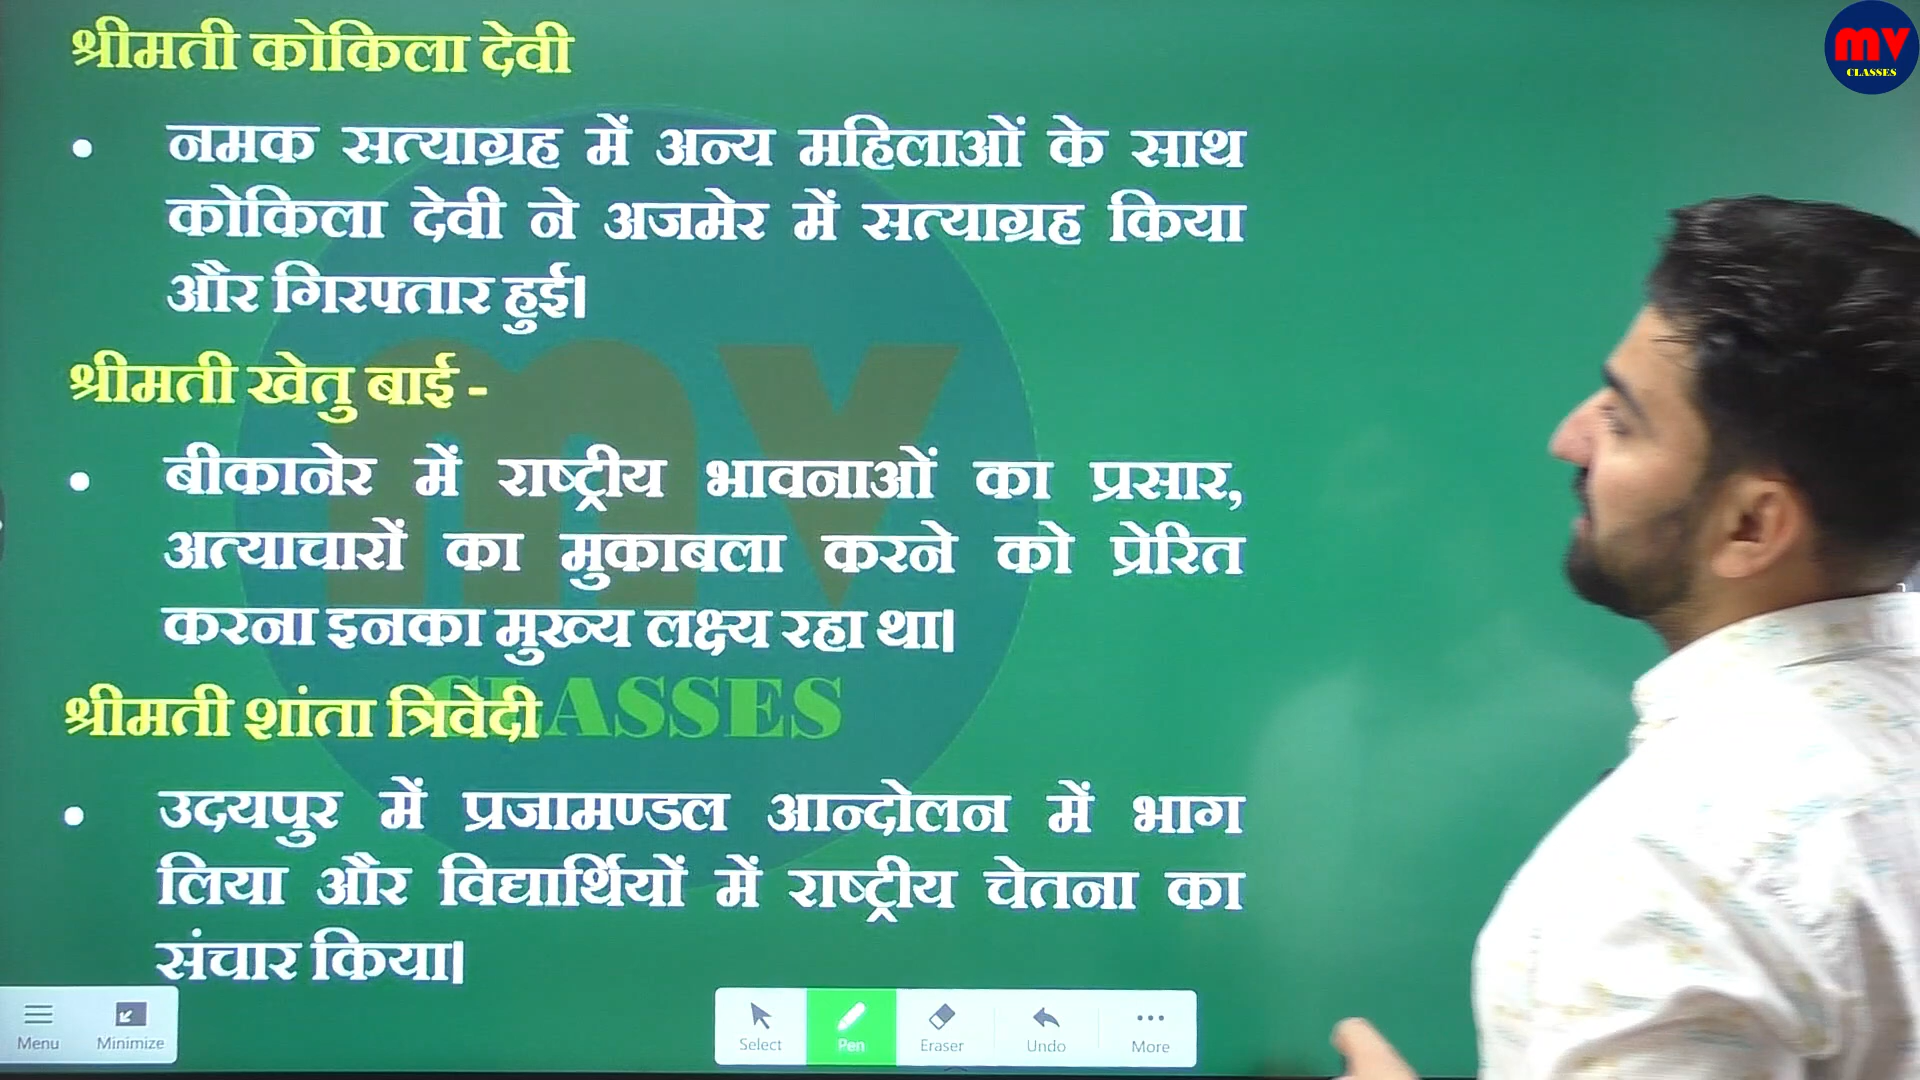 mv
CLASSES
श्रीमती कोकिला देवी
• नमक सत्याग्रह में अन्य महिलाओं के साथ
कोकिला देवी ने अजमेर में सत्याग्रह किया
और गिरफ्तार हुई।
श्रीमती खेतु बाई -
• बीकानेर में राष्ट्रीय भावनाओं का प्रसार,
अत्याचारों का मुकाबला करने को प्रेरित
करना इनका मुख्य लक्ष्य रहा था।
श्रीमती शांता त्रिवेदी
• उदयपुर में प्रजामण्डल आन्दोलन में भाग
लिया और विद्यार्थियों में राष्ट्रीय चेतना का
संचार किया।
mv
CLASSES
Menu Minimize Select Pen Eraser Undo More